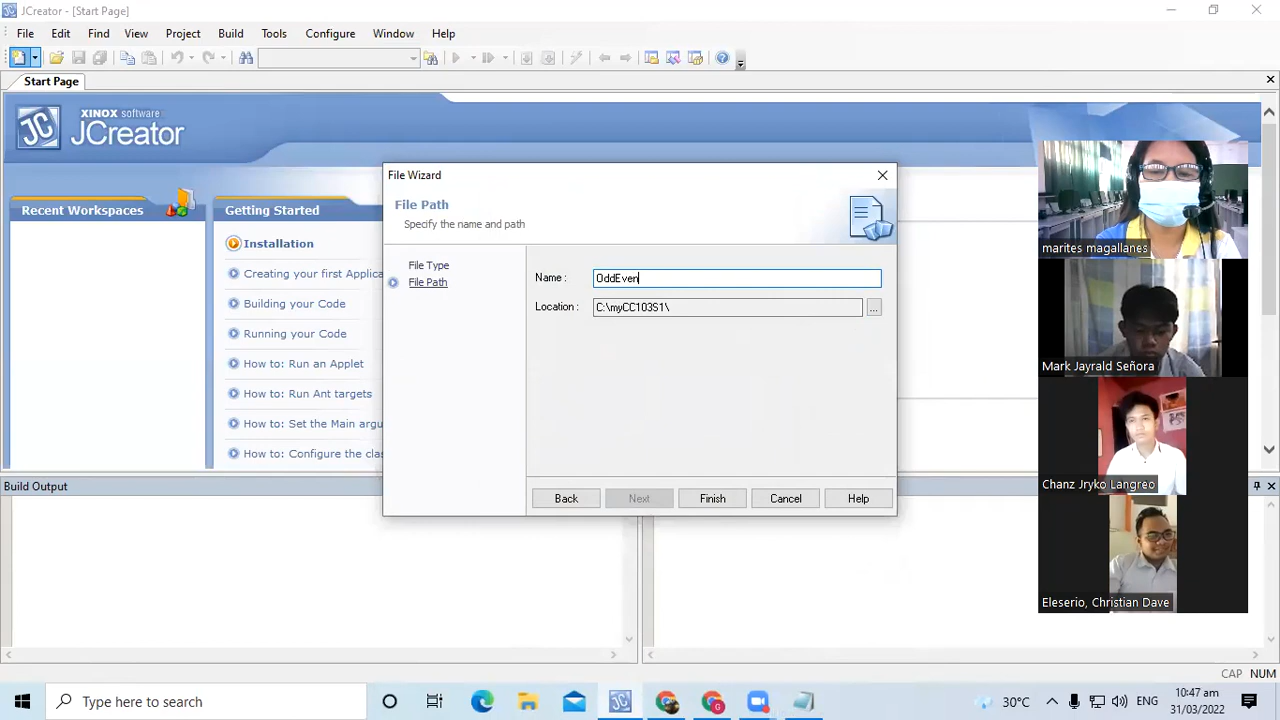 JCreator - [Start Page]
File Edit Find View Project Build Tools Configure Window Help
Start Page
XINOX software
JC JCreator
Recent Workspaces
Getting Started
Installation
Creating your first Applica
Building your Code
Running your Code
How to: Run an Applet
How to: Run Ant targets
How to: Set the Main argu
How to: Configure the clas
File Wizard
File Path
Specify the name and path
File Type
File Path
Name : OddEven
Location : C:\myCC103S1\ ...
Back Next Finish Cancel Help
marites magallanes
Mark Jayrald Señora
Chanz Jryko Langreo
Eleserio, Christian Dave
Build Output
CAP NUM
Type here to search
30°C ENG 10:47 am
31/03/2022